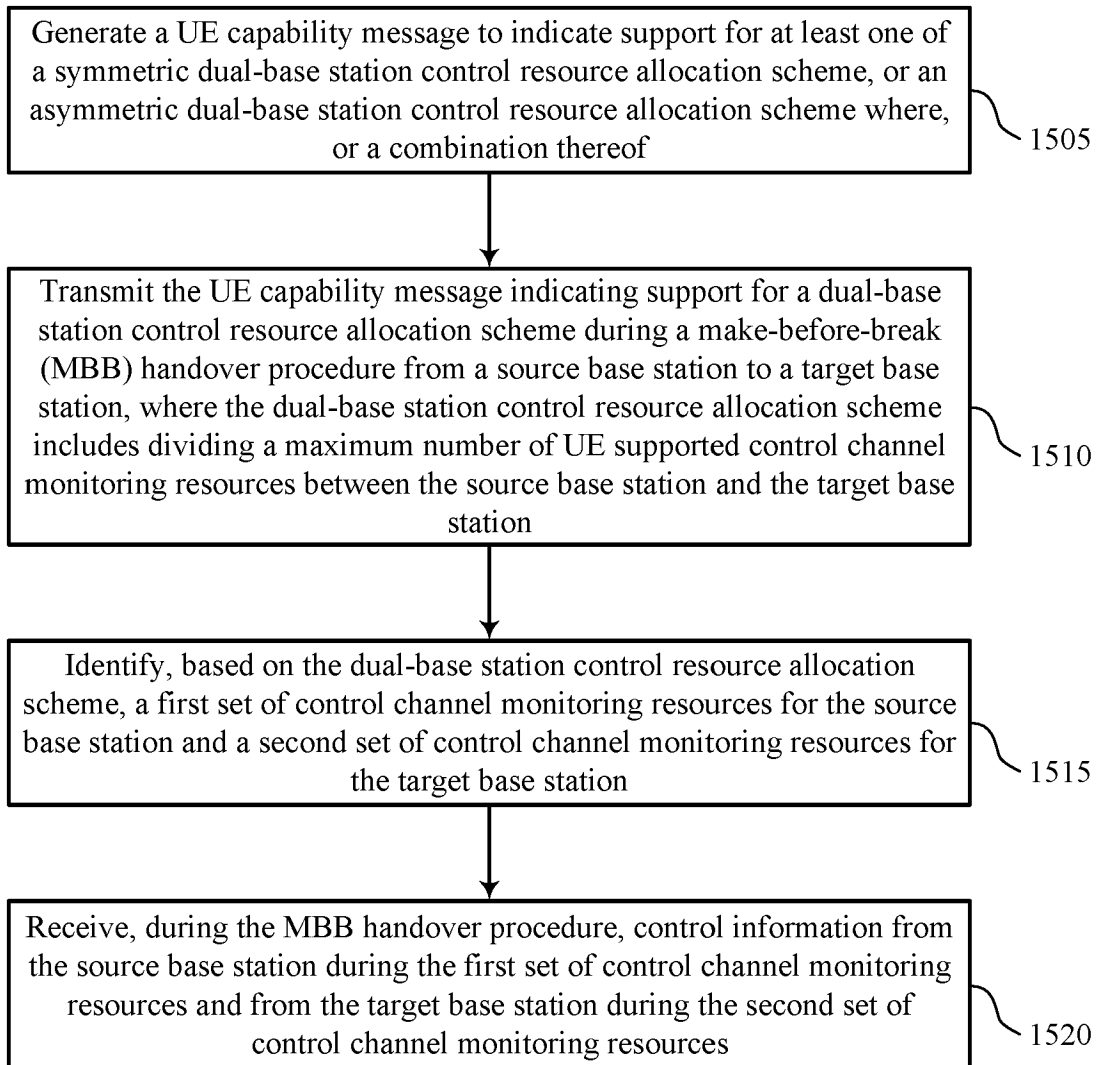 Generate a UE capability message to indicate support for at least one of
a symmetric dual-base station control resource allocation scheme, or an
asymmetric dual-base station control resource allocation scheme where,
or a combination thereof
1505
Transmit the UE capability message indicating support for a dual-base
station control resource allocation scheme during a make-before-break
(MBB) handover procedure from a source base station to a target base
station, where the dual-base station control resource allocation scheme
includes dividing a maximum number of UE supported control channel
monitoring resources between the source base station and the target base
station
1510
Identify, based on the dual-base station control resource allocation
scheme, a first set of control channel monitoring resources for the source
base station and a second set of control channel monitoring resources for
the target base station
1515
Receive, during the MBB handover procedure, control information from
the source base station during the first set of control channel monitoring
resources and from the target base station during the second set of
control channel monitoring resources
1520